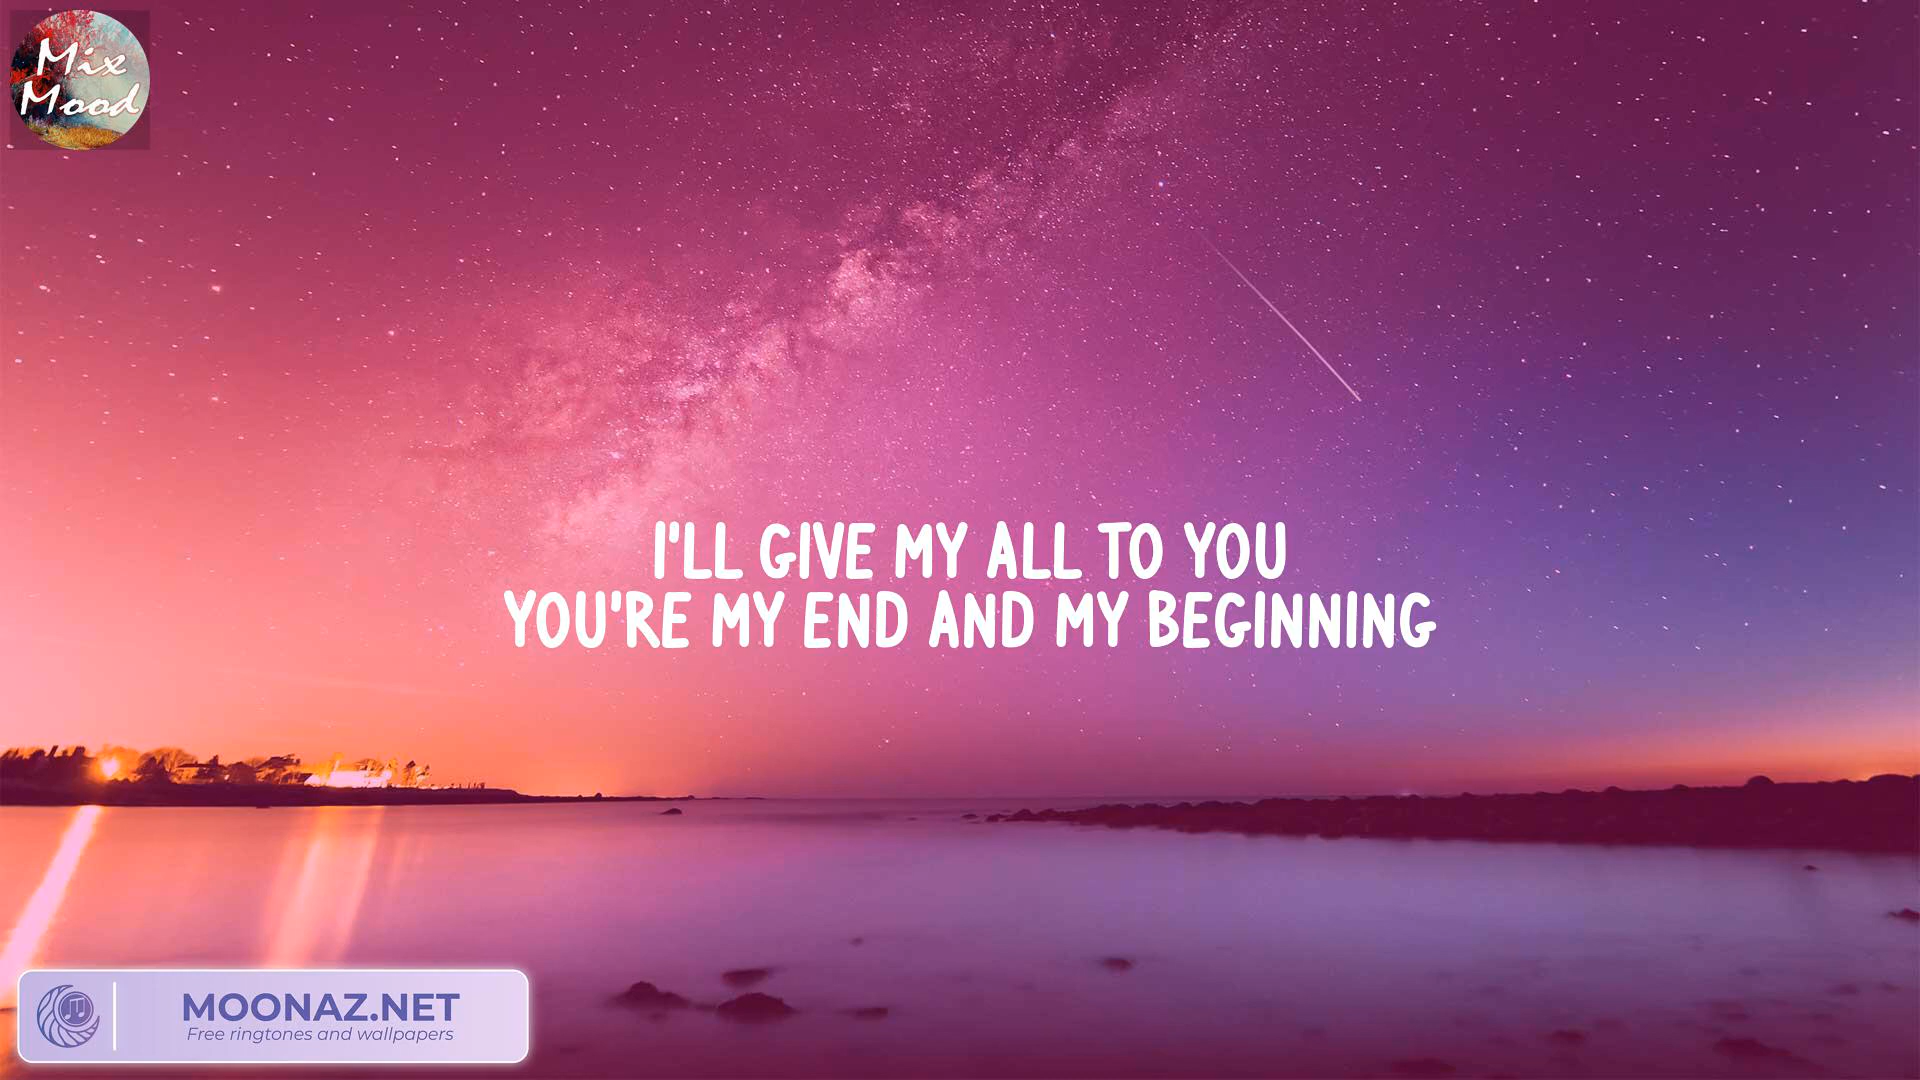 Mix
Mood
I'LL GIVE MY ALL TO YOU
YOU'RE MY END AND MY BEGINNING
MOONAZ.NET
Free ringtones and wallpapers